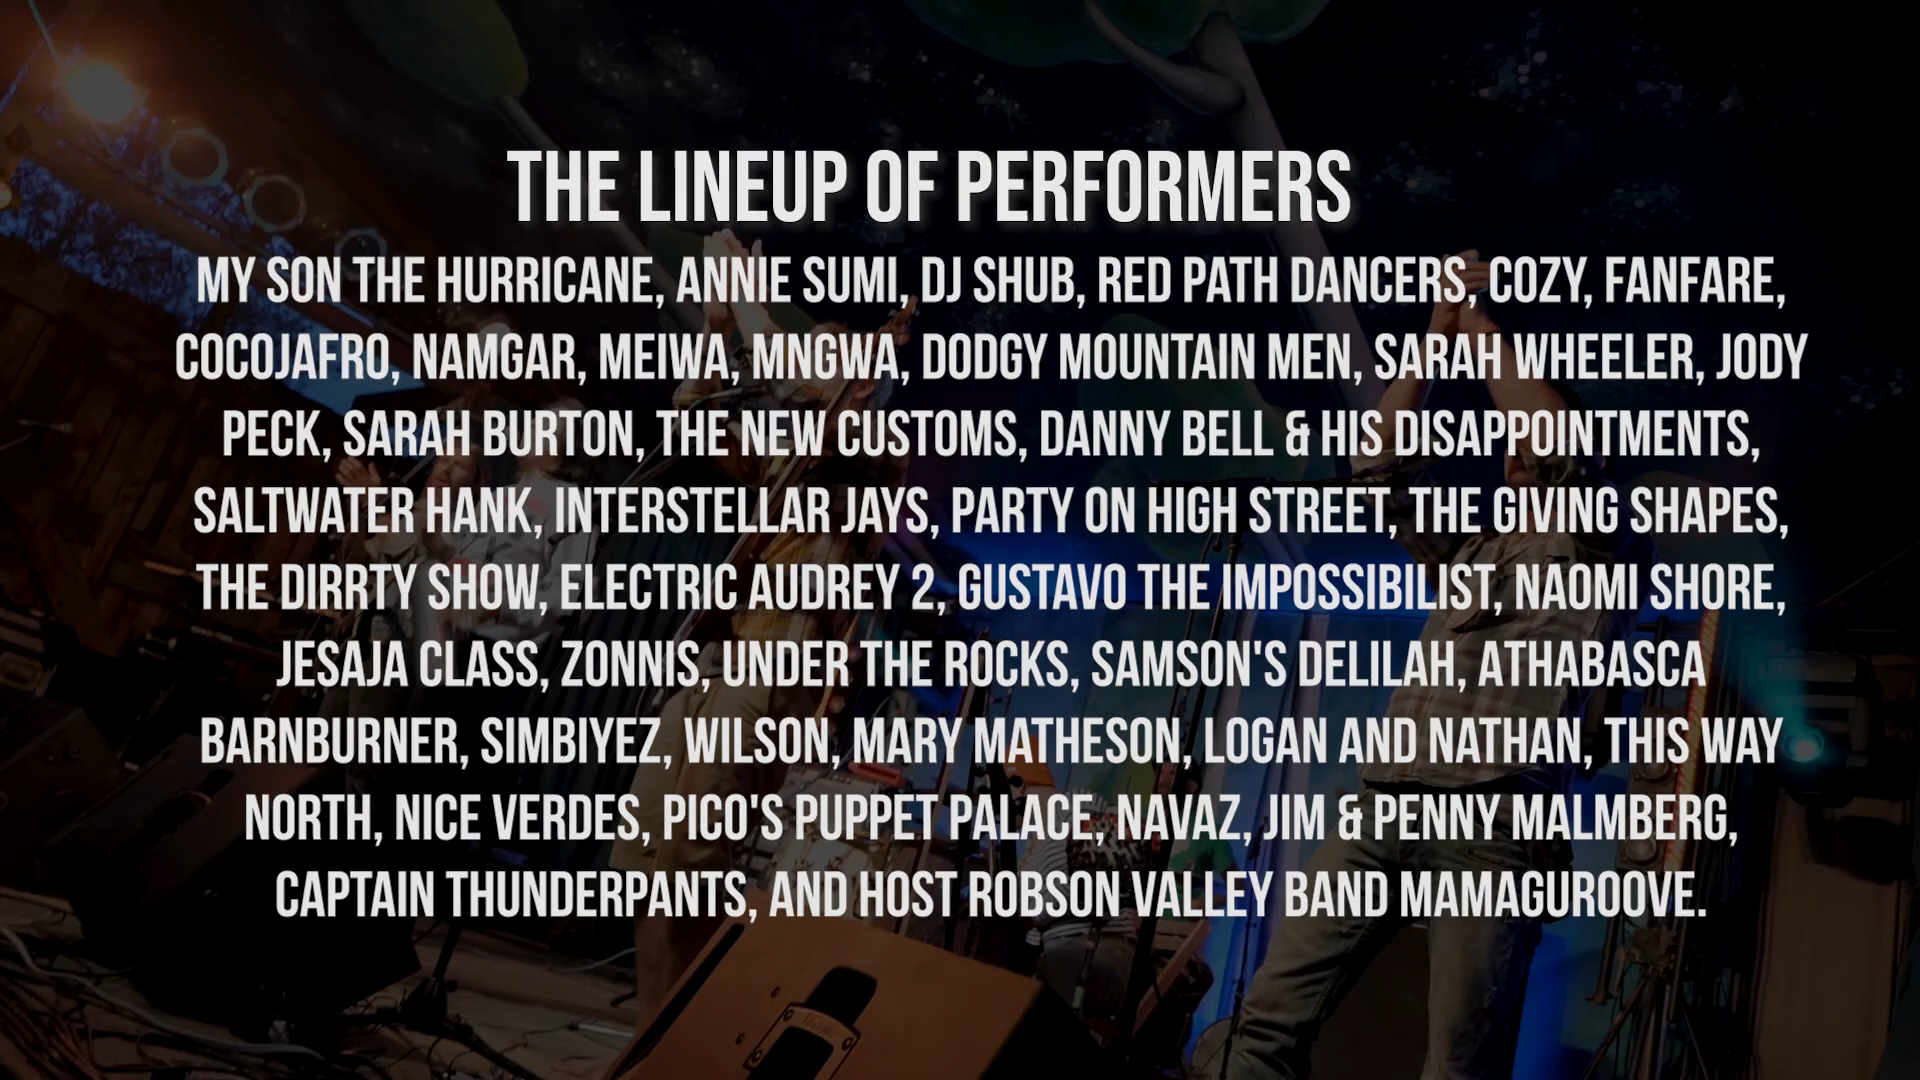 THE LINEUP OF PERFORMERS
MY SON THE HURRICANE, ANNIE SUMI, DJ SHUB, RED PATH DANCERS, COZY, FANFARE,
COCOJAFRO, NAMGAR, MEIWA, MNGWA, DODGY MOUNTAIN MEN, SARAH WHEELER, JODY
PECK, SARAH BURTON, THE NEW CUSTOMS, DANNY BELL & HIS DISAPPOINTMENTS,
SALTWATER HANK, INTERSTELLAR JAYS, PARTY ON HIGH STREET, THE GIVING SHAPES,
THE DIRRTY SHOW, ELECTRIC AUDREY 2, GUSTAVO THE IMPOSSIBILIST, NAOMI SHORE,
JESAJA CLASS, ZONNIS, UNDER THE ROCKS, SAMSON'S DELILAH, ATHABASCA
BARNBURNER, SIMBIYEZ, WILSON, MARY MATHESON, LOGAN AND NATHAN, THIS WAY
NORTH, NICE VERDES, PICO'S PUPPET PALACE, NAVAZ, JIM & PENNY MALMBERG,
CAPTAIN THUNDERPANTS, AND HOST ROBSON VALLEY BAND MAMAGUROOVE.